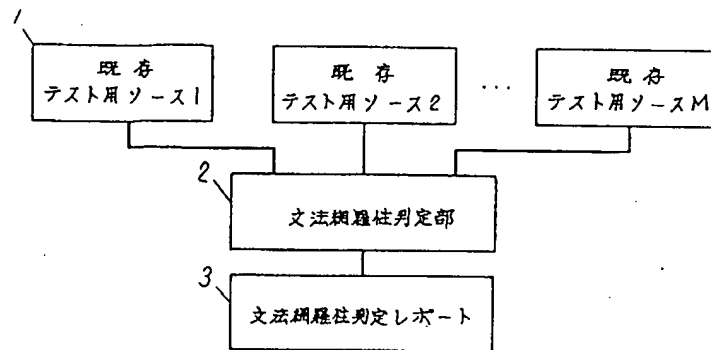 1
既存
テスト用ソース1
既存
テスト用ソース2
...
既存
テスト用ソースM
2
文法網羅性判定部
3
文法網羅性判定レポート